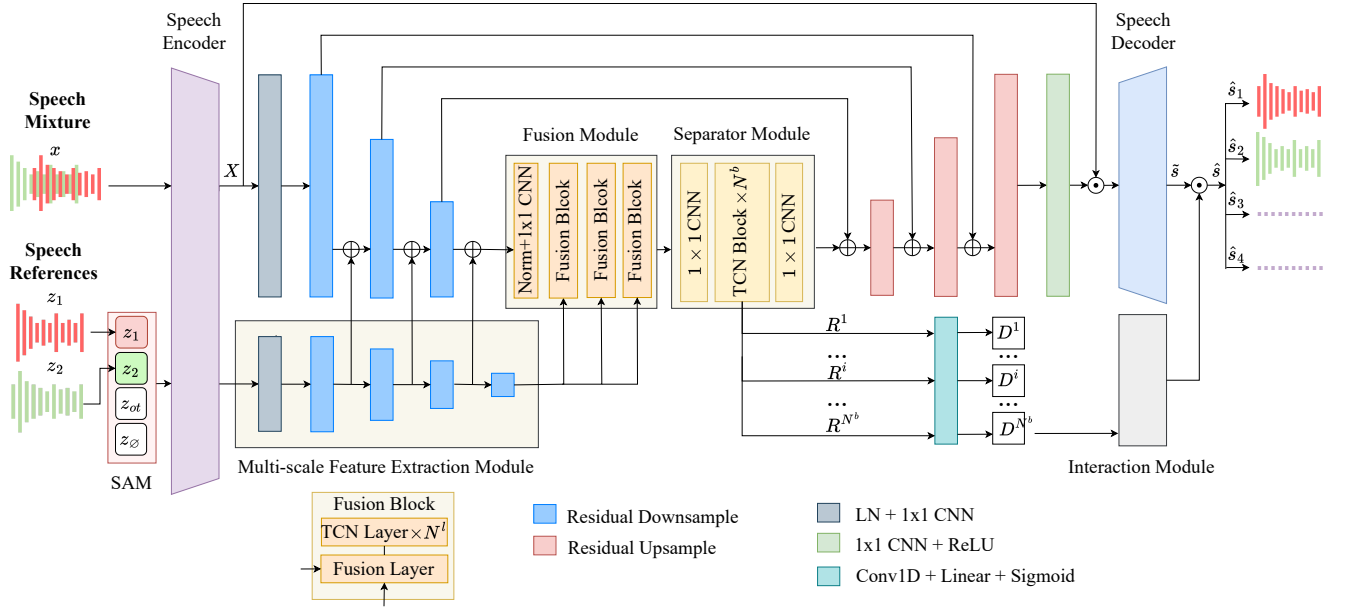 Speech
Encoder
Speech
Decoder
Speech
Mixture
x
X
Fusion Module
Norm+1x1 CNN
Fusion Blcok
Fusion Blcok
Fusion Blcok
Separator Module
1 × 1 CNN
TCN Block × N^b
1 × 1 CNN
s̃
ŝ
ŝ_1
ŝ_2
ŝ_3
ŝ_4
Speech
References
z_1
z_2
z_1
z_2
z_ot
z_∅
SAM
Multi-scale Feature Extraction Module
R^1
...
R^i
...
R^{N^b}
D^1
...
D^i
...
D^{N^b}
Interaction Module
Fusion Block
TCN Layer × N^l
Fusion Layer
Residual Downsample
Residual Upsample
LN + 1x1 CNN
1x1 CNN + ReLU
Conv1D + Linear + Sigmoid